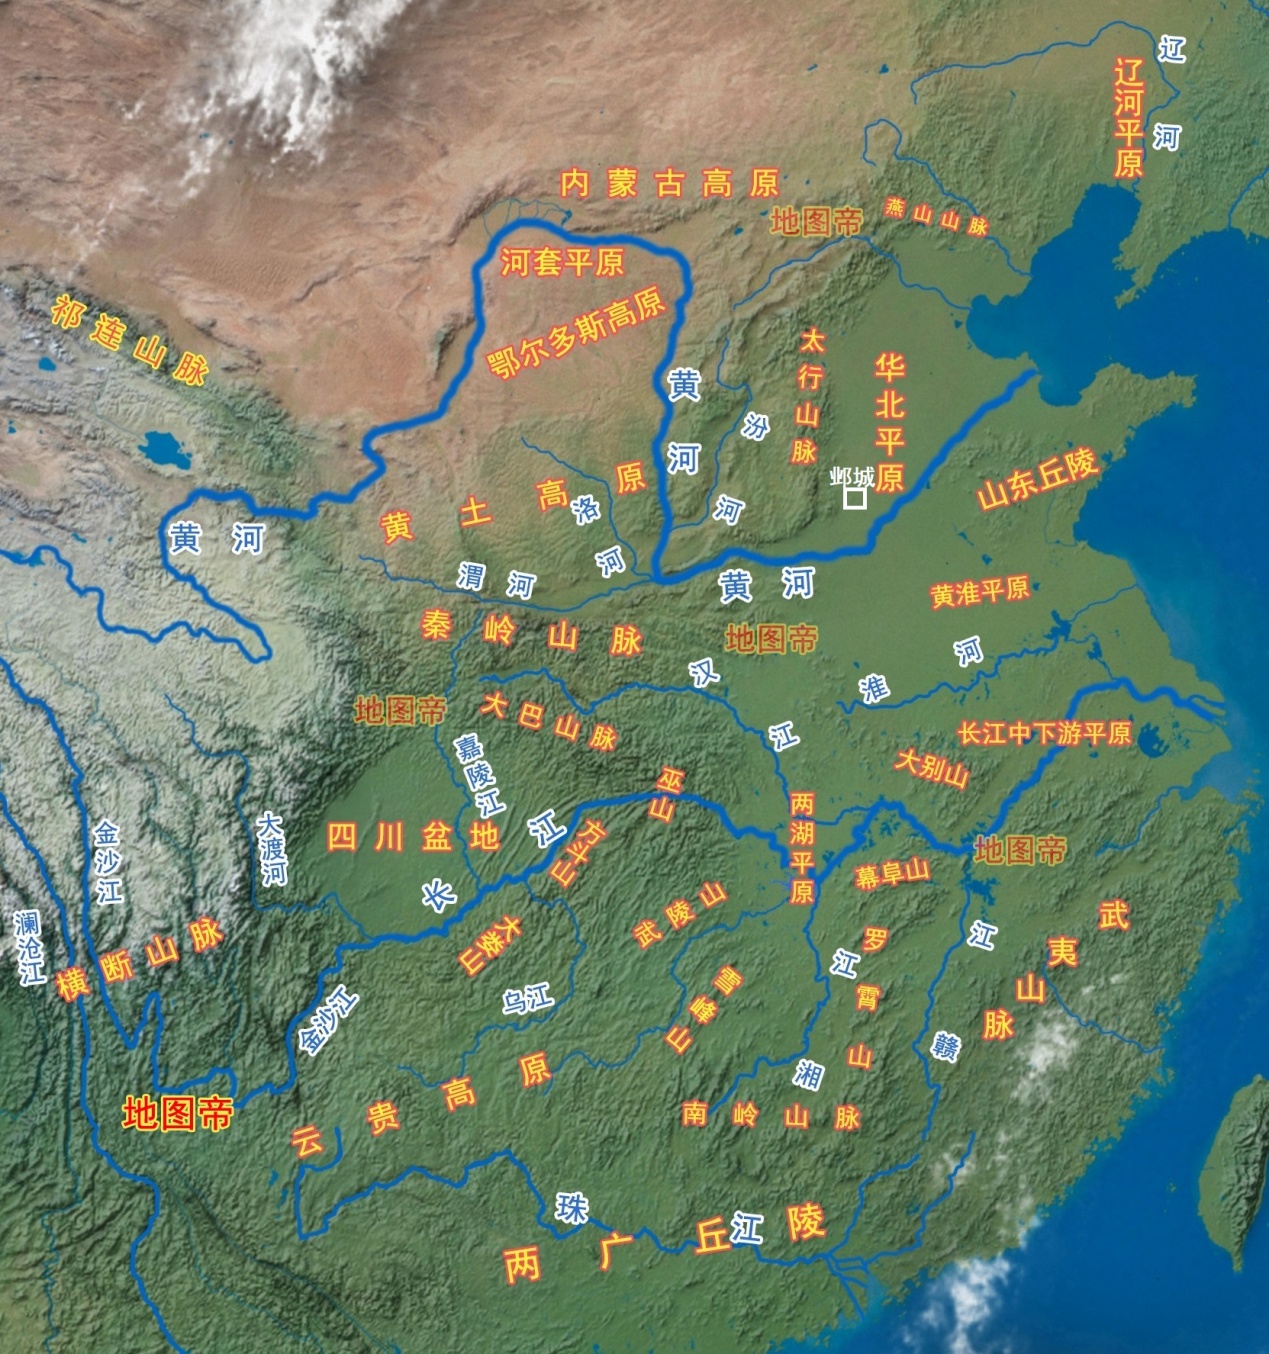 辽河
辽河平原
内蒙古高原
地图帝
燕山山脉
河套平原
鄂尔多斯高原
祁连山脉
太行山脉
华北平原
黄河
汾河
邺城
山东丘陵
黄土高原
洛河
黄河
渭河
黄河
黄淮平原
秦岭山脉
地图帝
汉江
淮河
地图帝
大巴山脉
嘉陵江
长江中下游平原
大别山
巫山
两湖平原
四川盆地
长江
方斗山
金沙江
大渡河
地图帝
幕阜山
武陵山
大娄山
澜沧江
横断山脉
罗霄山
武夷山脉
赣江
湘江
雪峰山
乌江
金沙江
云贵高原
地图帝
南岭山脉
珠江
两广丘陵